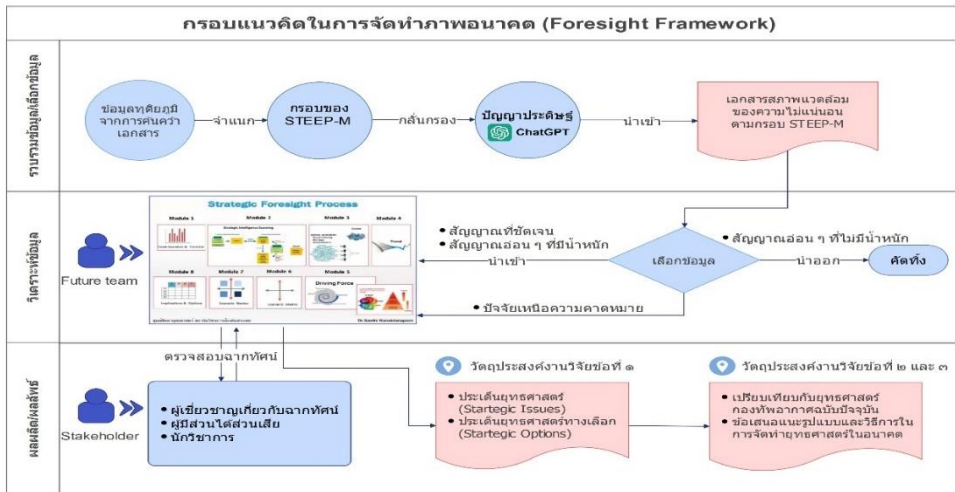 กรอบแนวคิดในการจัดทำภาพอนาคต (Foresight Framework)
รวบรวมข้อมูล/เลือกข้อมูล
ข้อมูลทุติยภูมิ
จากการค้นคว้า
เอกสาร
จำแนก
กรอบของ
STEEP-M
กลั่นกรอง
ปัญญาประดิษฐ์
ChatGPT
นำเข้า
เอกสารสภาพแวดล้อม
ของความไม่แน่นอน
ตามกรอบ STEEP-M
วิเคราะห์ข้อมูล
Future team
Strategic Foresight Process
Module 1
Module 2
Module 3
Module 4
Module 8
Module 7
Module 6
Module 5
Driving Force
• สัญญาณที่ชัดเจน
• สัญญาณอ่อน ๆ ที่มีน้ำหนัก
นำเข้า
เลือกข้อมูล
• สัญญาณอ่อน ๆ ที่ไม่มีน้ำหนัก
นำออก
คัดทิ้ง
• ปัจจัยเหนือความคาดหมาย
ผลผลิต/ผลลัพธ์
Stakeholder
ตรวจสอบฉากทัศน์
• ผู้เชี่ยวชาญเกี่ยวกับฉากทัศน์
• ผู้มีส่วนได้ส่วนเสีย
• นักวิชาการ
วัตถุประสงค์งานวิจัยข้อที่ ๑
• ประเด็นยุทธศาสตร์
(Startegic Issues)
• ประเด็นยุทธศาสตร์ทางเลือก
(Startegic Options)
วัตถุประสงค์งานวิจัยข้อที่ ๒ และ ๓
• เปรียบเทียบกับยุทธศาสตร์
กองทัพอากาศฉบับปัจจุบัน
• ข้อเสนอแนะรูปแบบและวิธีการใน
การจัดทำยุทธศาสตร์ในอนาคต